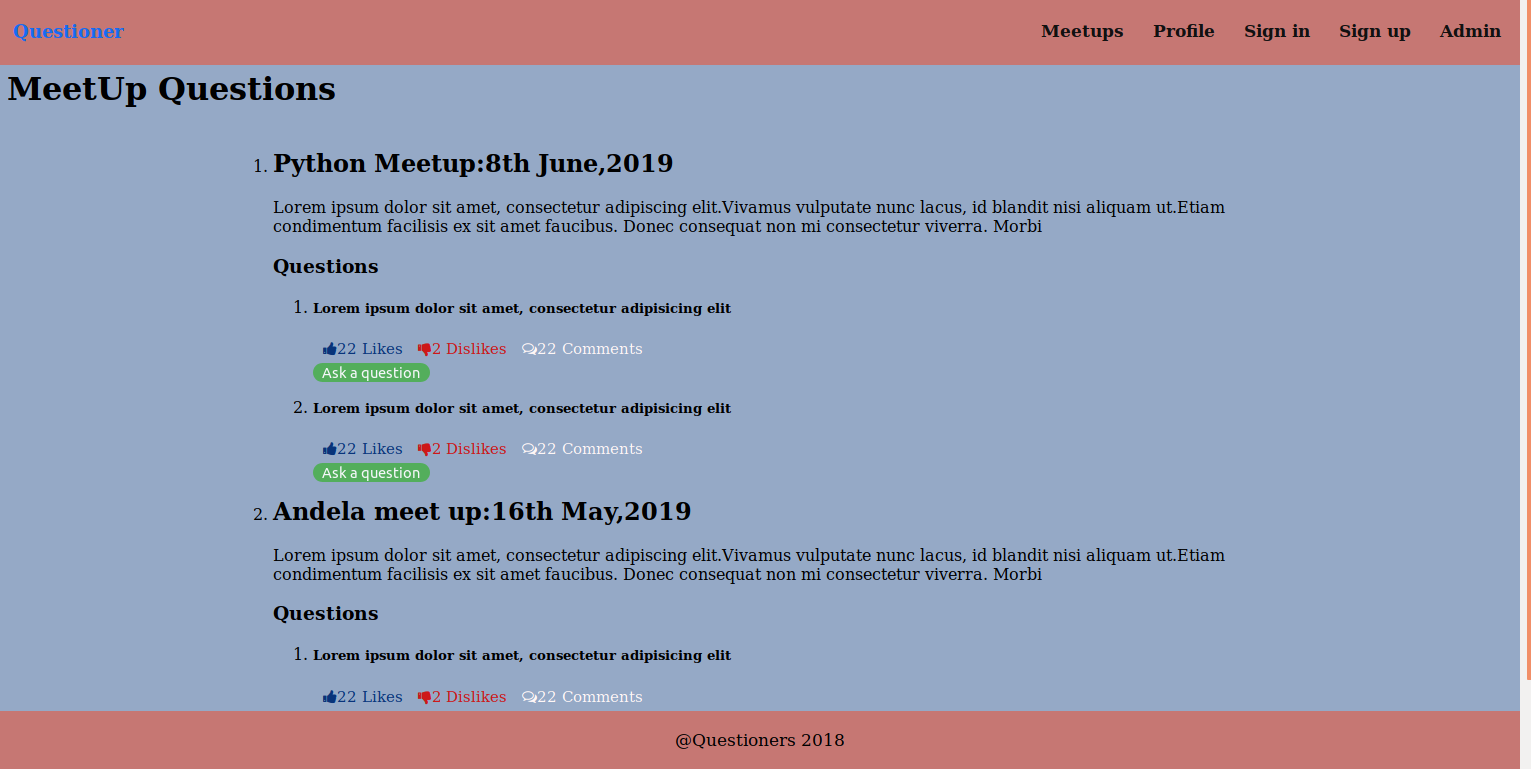 Questioner Meetups Profile Sign in Sign up Admin
MeetUp Questions
1. Python Meetup:8th June,2019
Lorem ipsum dolor sit amet, consectetur adipiscing elit.Vivamus vulputate nunc lacus, id blandit nisi aliquam ut.Etiam
condimentum facilisis ex sit amet faucibus. Donec consequat non mi consectetur viverra. Morbi
Questions
1. Lorem ipsum dolor sit amet, consectetur adipisicing elit
22 Likes 2 Dislikes 22 Comments
Ask a question
2. Lorem ipsum dolor sit amet, consectetur adipisicing elit
22 Likes 2 Dislikes 22 Comments
Ask a question
2. Andela meet up:16th May,2019
Lorem ipsum dolor sit amet, consectetur adipiscing elit.Vivamus vulputate nunc lacus, id blandit nisi aliquam ut.Etiam
condimentum facilisis ex sit amet faucibus. Donec consequat non mi consectetur viverra. Morbi
Questions
1. Lorem ipsum dolor sit amet, consectetur adipisicing elit
22 Likes 2 Dislikes 22 Comments
@Questioners 2018